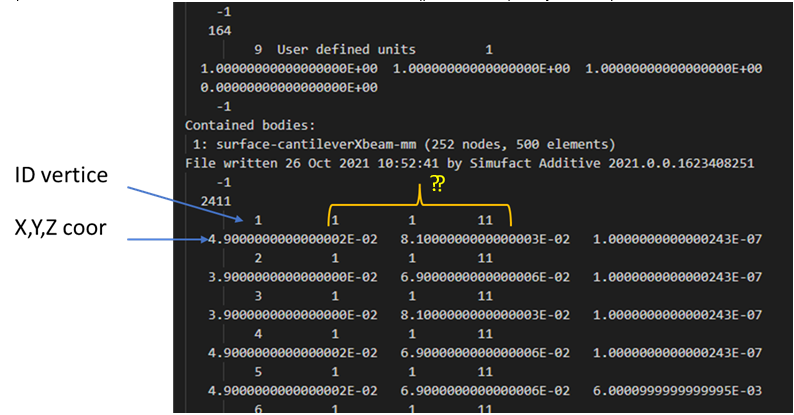 -1
164
9 User defined units 1
1.00000000000000000E+00 1.00000000000000000E+00 1.00000000000000000E+00
0.00000000000000000E+00
-1
Contained bodies:
1: surface-cantileverXbeam-mm (252 nodes, 500 elements)
File written 26 Oct 2021 10:52:41 by Simufact Additive 2021.0.0.1623408251
-1
??
ID vertice
2411
1 1 1 11
X,Y,Z coor
4.9000000000000002E-02 8.1000000000000003E-02 1.0000000000000243E-07
2 1 1 11
3.9000000000000000E-02 6.9000000000000006E-02 1.0000000000000243E-07
3 1 1 11
3.9000000000000000E-02 8.1000000000000003E-02 1.0000000000000243E-07
4 1 1 11
4.9000000000000002E-02 6.9000000000000006E-02 1.0000000000000243E-07
5 1 1 11
4.9000000000000002E-02 6.9000000000000006E-02 6.0000999999999995E-03
6 1 1 11